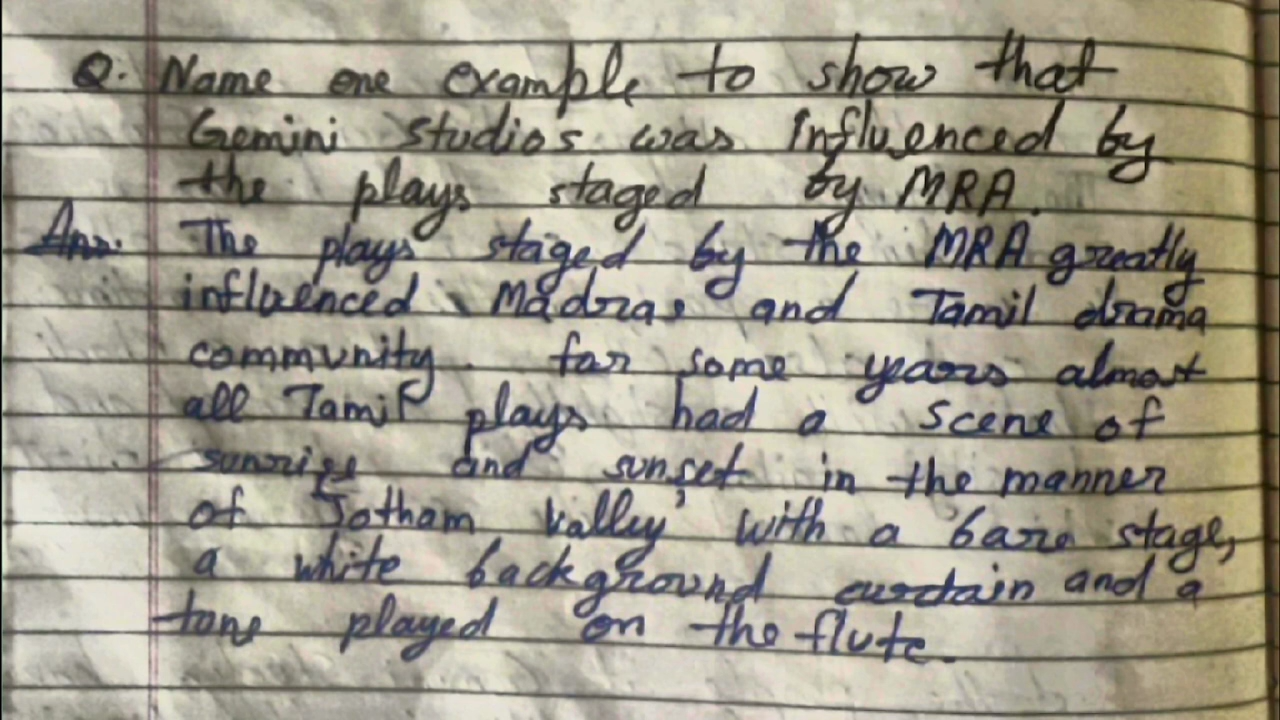 Q. Name one example to show that
Gemini Studios was influenced by
the plays staged by MRA.
Ans. The plays staged by the MRA greatly
influenced Madras and Tamil drama
community. for some years almost
all Tamil plays had a scene of
sunrise and sunset in the manner
of 'Jotham Valley' with a bare stage,
a white background curtain and a
tone played on the flute.